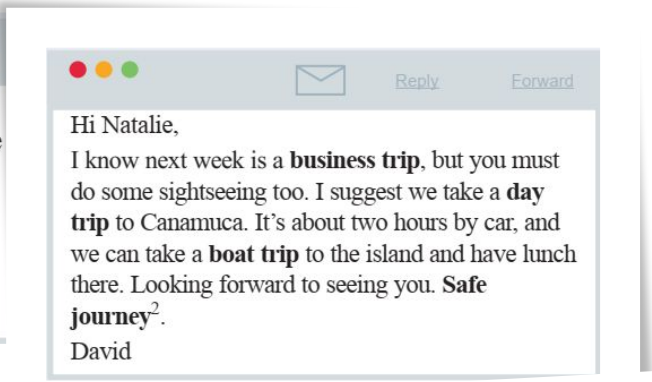 Reply Forward
Hi Natalie,
I know next week is a business trip, but you must
do some sightseeing too. I suggest we take a day
trip to Canamuca. It's about two hours by car, and
we can take a boat trip to the island and have lunch
there. Looking forward to seeing you. Safe
journey².
David